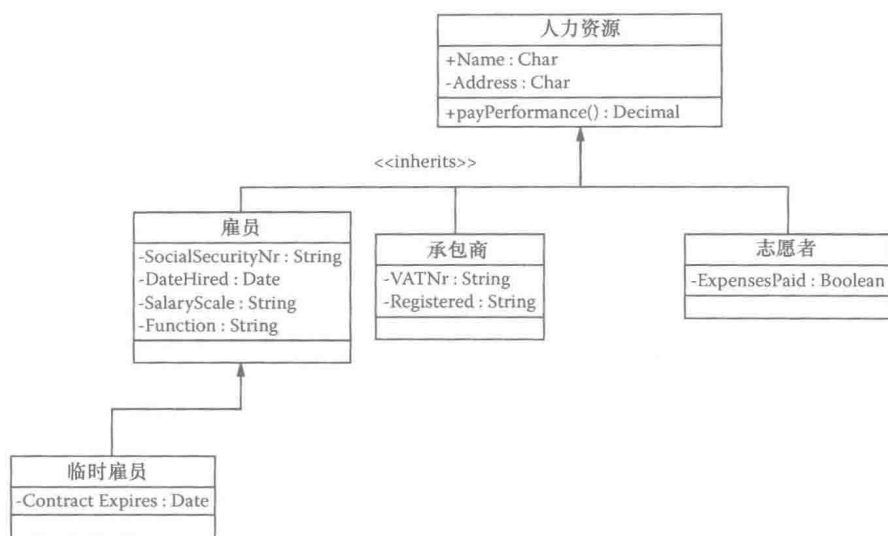 人力资源
+Name : Char
-Address : Char
+payPerformance() : Decimal
<<inherits>>
雇员
-SocialSecurityNr : String
-DateHired : Date
-SalaryScale : String
-Function : String
承包商
-VATNr : String
-Registered : String
志愿者
-ExpensesPaid : Boolean
临时雇员
-Contract Expires : Date